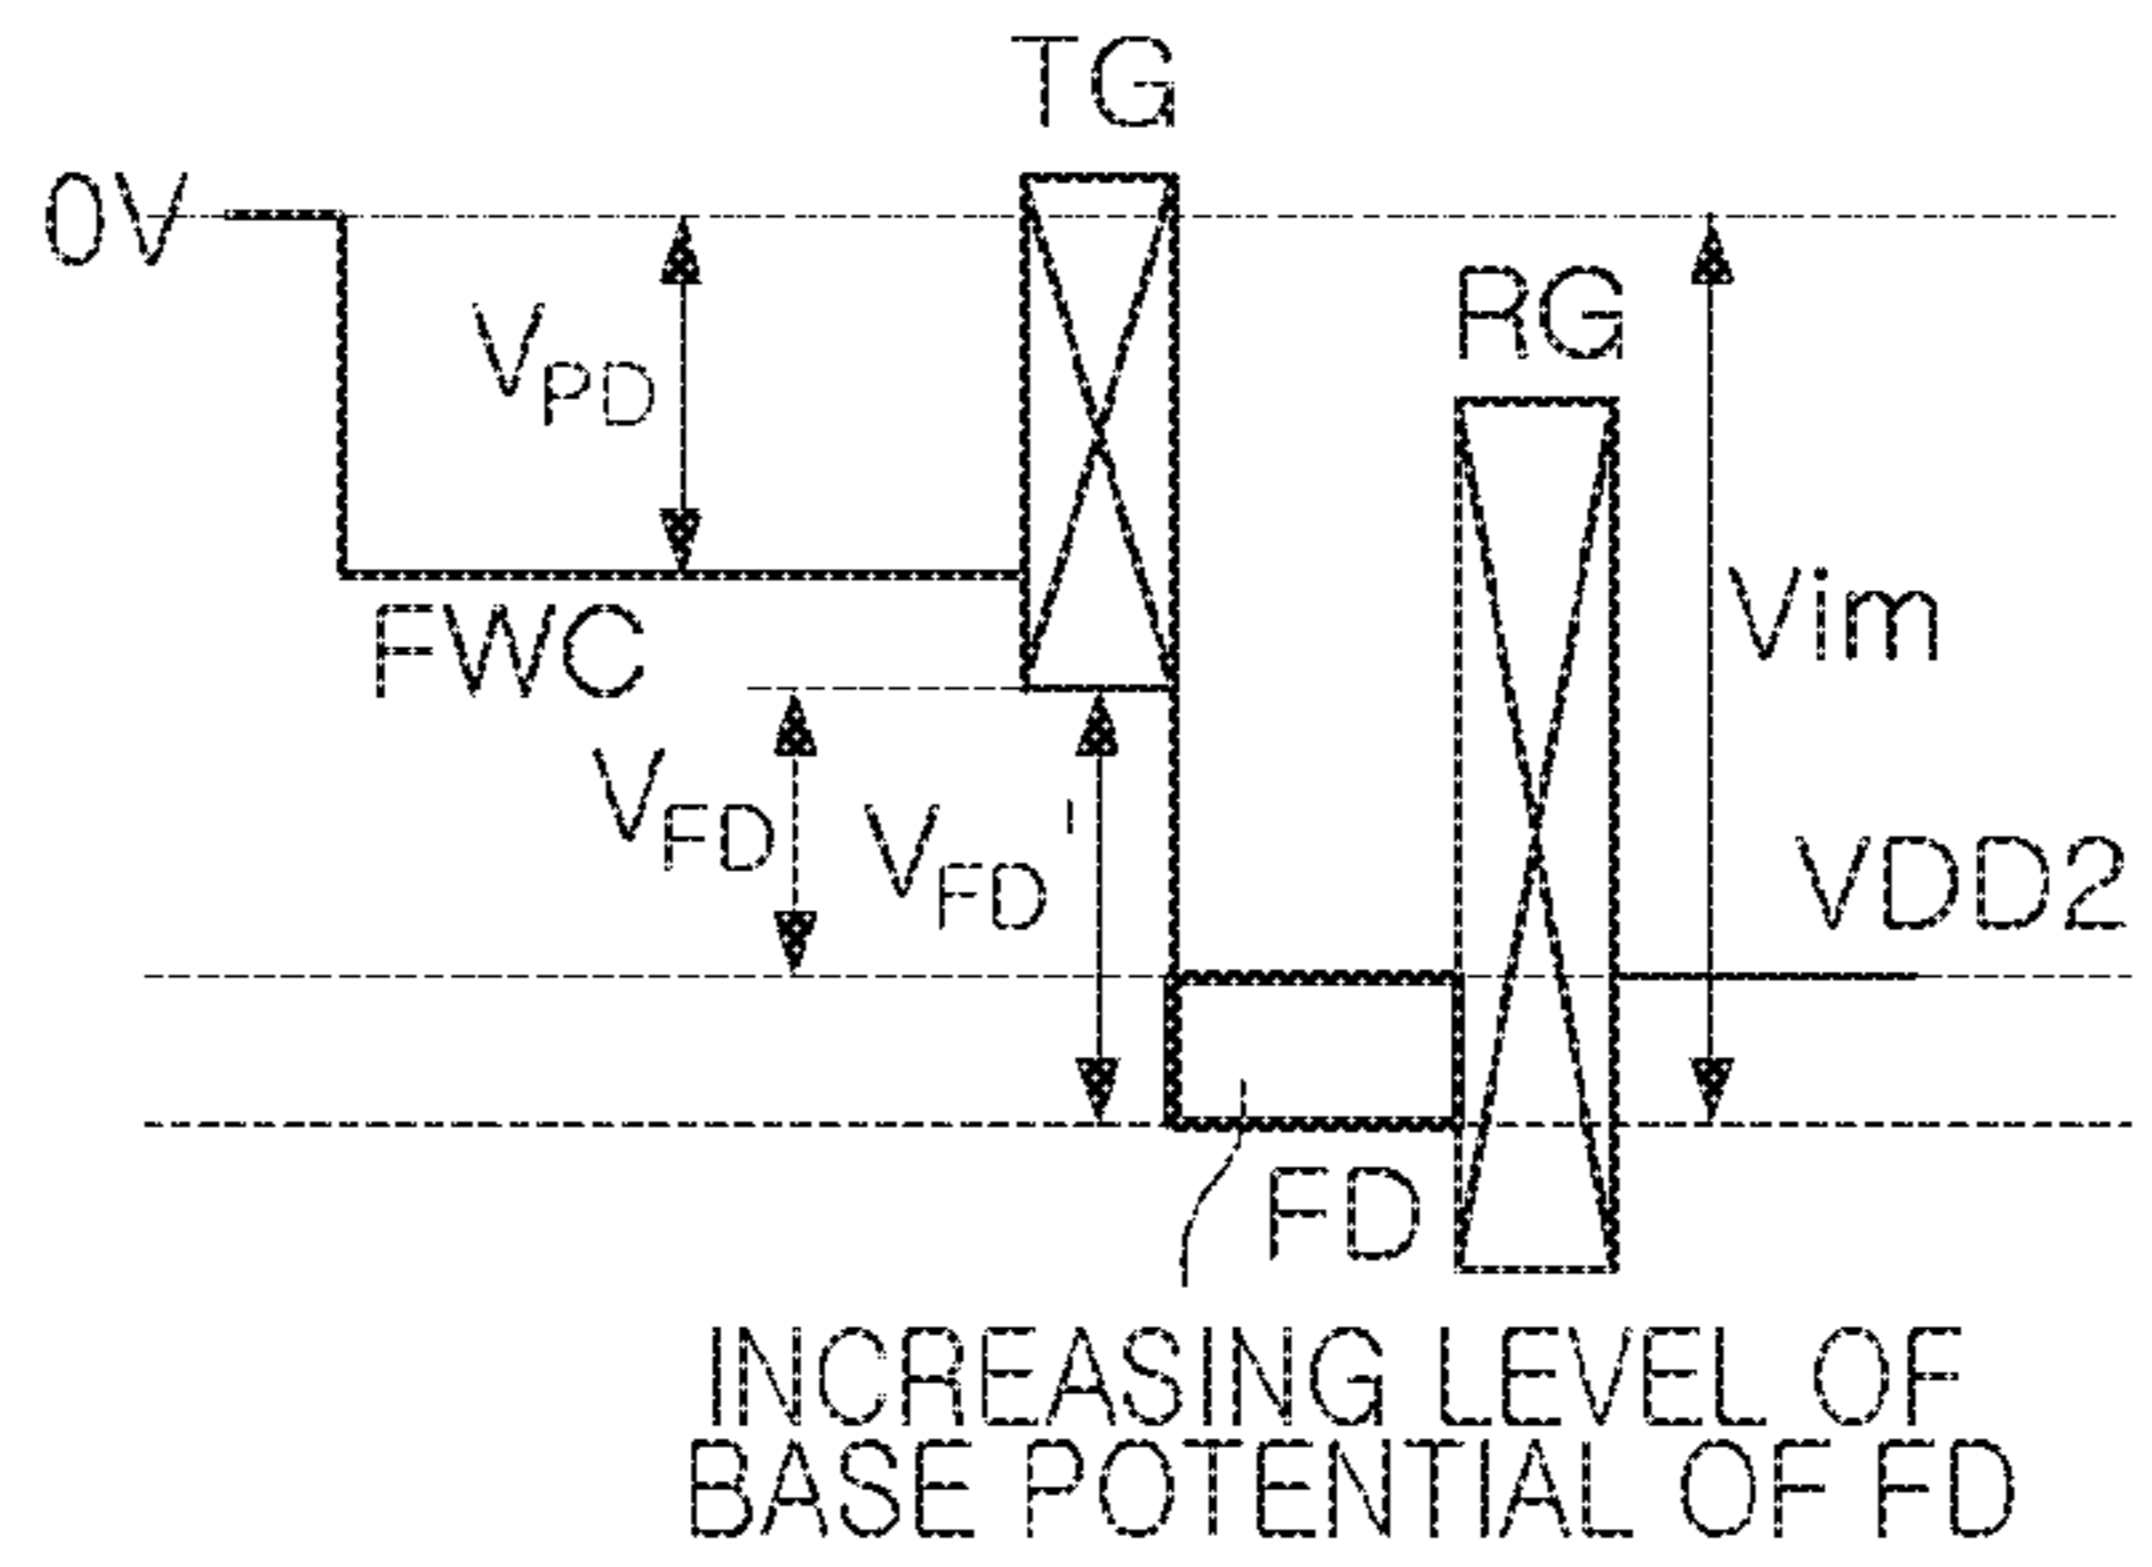 TG
0V
RG
VPD
Vim
FWC
VFD
VFD'
VDD2
FD
INCREASING LEVEL OF
BASE POTENTIAL OF FD